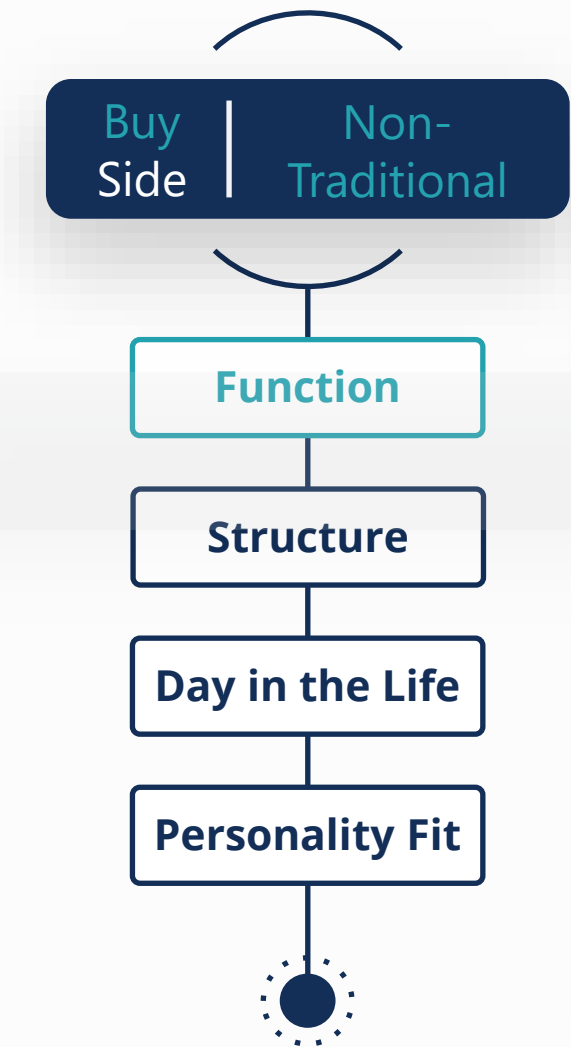 Buy
Side
Non-
Traditional
Function
Structure
Day in the Life
Personality Fit